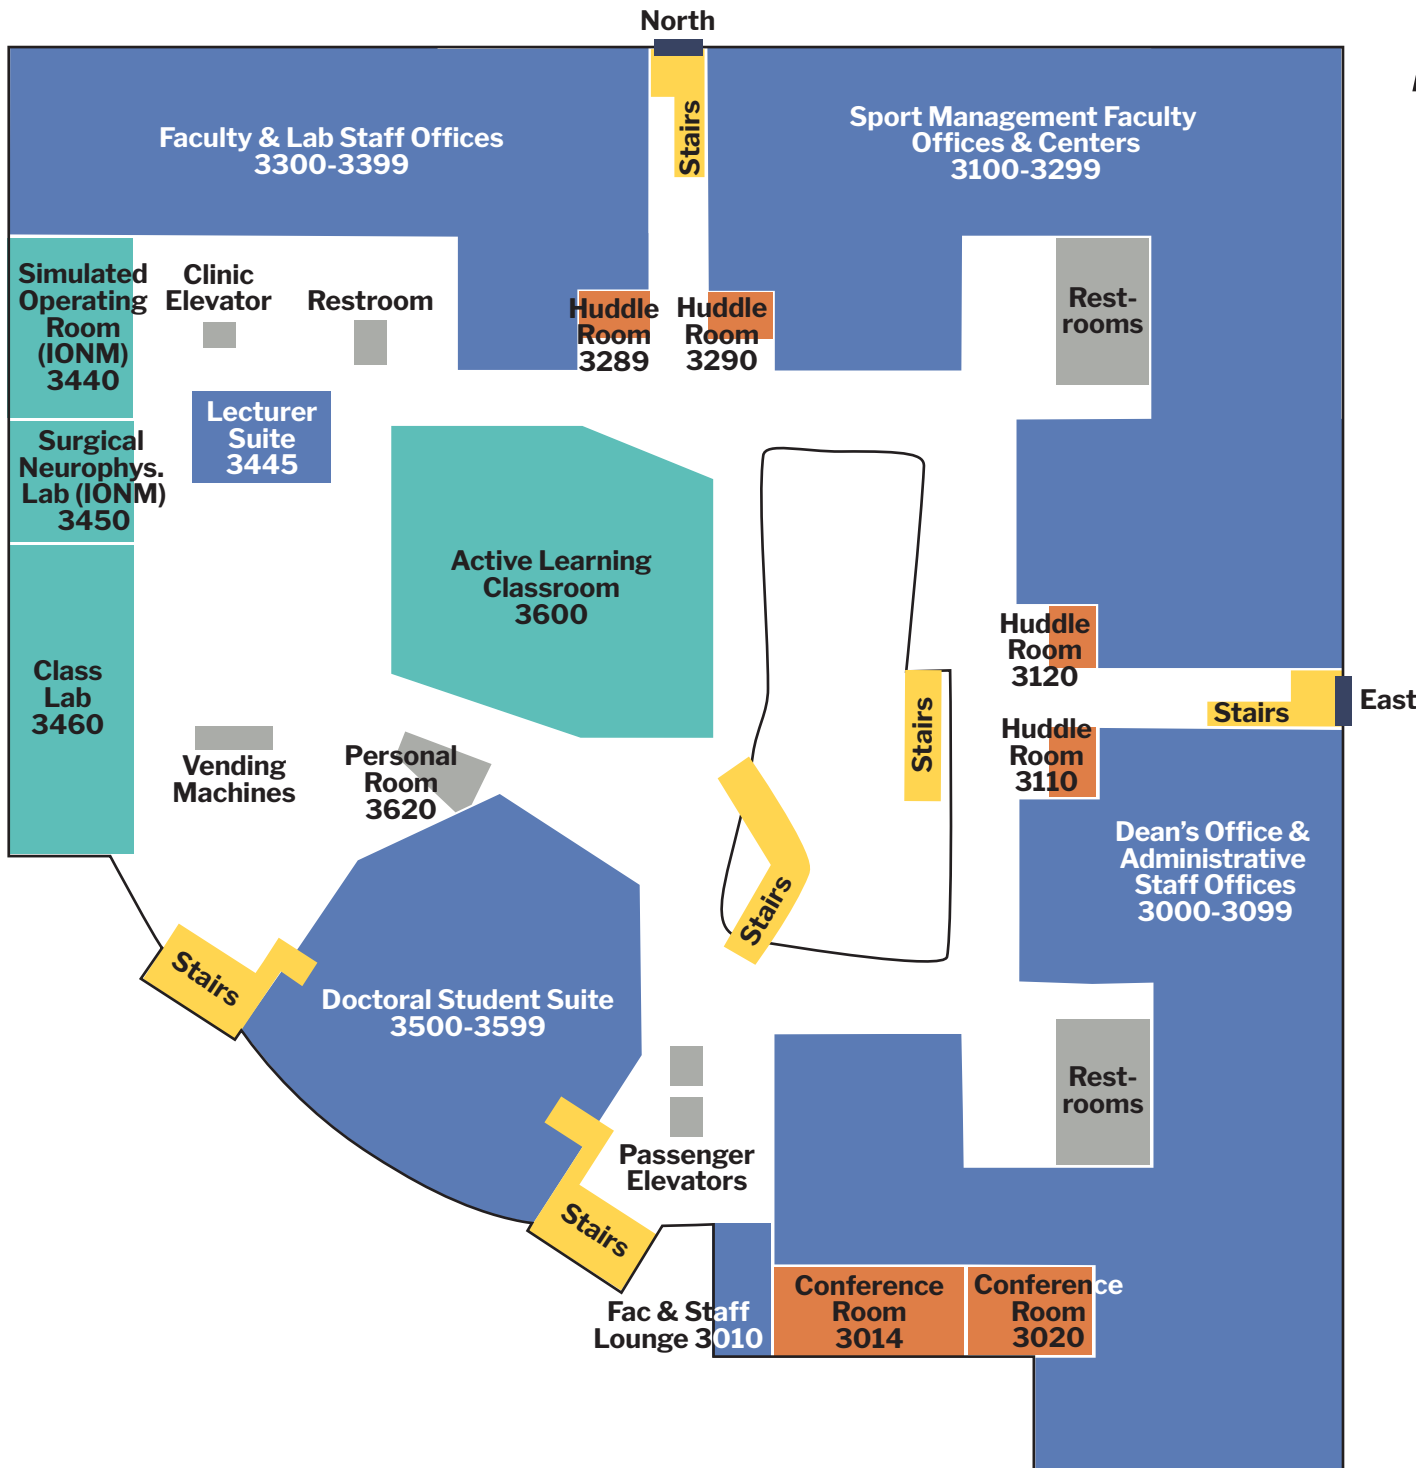 North
Stairs
Faculty & Lab Staff Offices
3300-3399
Sport Management Faculty
Offices & Centers
3100-3299
Simulated
Operating
Room
(IONM)
3440
Clinic
Elevator
Restroom
Huddle
Room
3289
Huddle
Room
3290
Rest-
rooms
Lecturer
Suite
3445
Surgical
Neurophys.
Lab (IONM)
3450
Active Learning
Classroom
3600
Huddle
Room
3120
Class
Lab
3460
Stairs
Stairs
East
Vending
Machines
Personal
Room
3620
Huddle
Room
3110
Dean’s Office &
Administrative
Staff Offices
3000-3099
Stairs
Stairs
Doctoral Student Suite
3500-3599
Rest-
rooms
Passenger
Elevators
Stairs
Fac & Staff
Lounge 3010
Conference
Room
3014
Conference
Room
3020